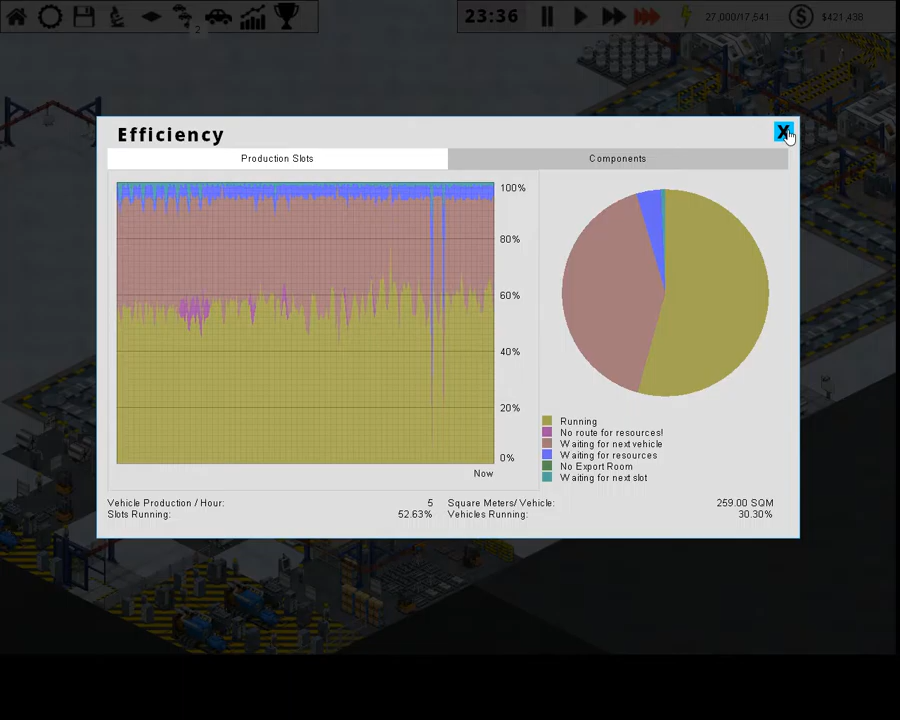 23:36
27,000/17,541
$
$421,438
2
Efficiency
X
Production Slots
Components
100%
80%
60%
40%
20%
0%
Now
Running
No route for resources!
Waiting for next vehicle
Waiting for resources
No Export Room
Waiting for next slot
Vehicle Production / Hour: 5
Square Meters/ Vehicle: 259.00 SQM
Slots Running: 52.63%
Vehicles Running: 30.30%